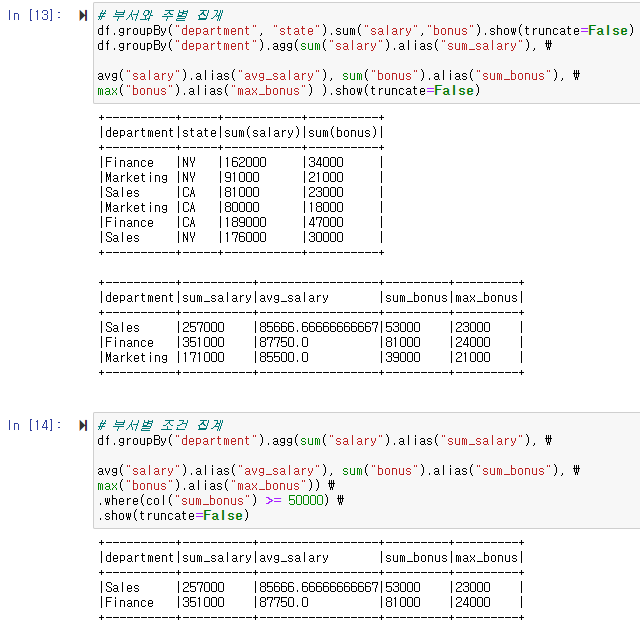 In [13]:
# 부서와 주별 집계
df.groupBy("department", "state").sum("salary","bonus").show(truncate=False)
df.groupBy("department").agg(sum("salary").alias("sum_salary"), ₩

avg("salary").alias("avg_salary"), sum("bonus").alias("sum_bonus"), ₩
max("bonus").alias("max_bonus") ).show(truncate=False)
+----------+-----+-----------+----------+
|department|state|sum(salary)|sum(bonus)|
+----------+-----+-----------+----------+
|Finance   |NY   |162000     |34000     |
|Marketing |NY   |91000      |21000     |
|Sales     |CA   |81000      |23000     |
|Marketing |CA   |80000      |18000     |
|Finance   |CA   |189000     |47000     |
|Sales     |NY   |176000     |30000     |
+----------+-----+-----------+----------+
+----------+----------+-----------------+---------+---------+
|department|sum_salary|avg_salary       |sum_bonus|max_bonus|
+----------+----------+-----------------+---------+---------+
|Sales     |257000    |85666.66666666667|53000    |23000    |
|Finance   |351000    |87750.0          |81000    |24000    |
|Marketing |171000    |85500.0          |39000    |21000    |
+----------+----------+-----------------+---------+---------+
In [14]:
# 부서별 조건 집계
df.groupBy("department").agg(sum("salary").alias("sum_salary"), ₩

avg("salary").alias("avg_salary"), sum("bonus").alias("sum_bonus"), ₩
max("bonus").alias("max_bonus")) ₩
.where(col("sum_bonus") >= 50000) ₩
.show(truncate=False)
+----------+----------+-----------------+---------+---------+
|department|sum_salary|avg_salary       |sum_bonus|max_bonus|
+----------+----------+-----------------+---------+---------+
|Sales     |257000    |85666.66666666667|53000    |23000    |
|Finance   |351000    |87750.0          |81000    |24000    |
+----------+----------+-----------------+---------+---------+